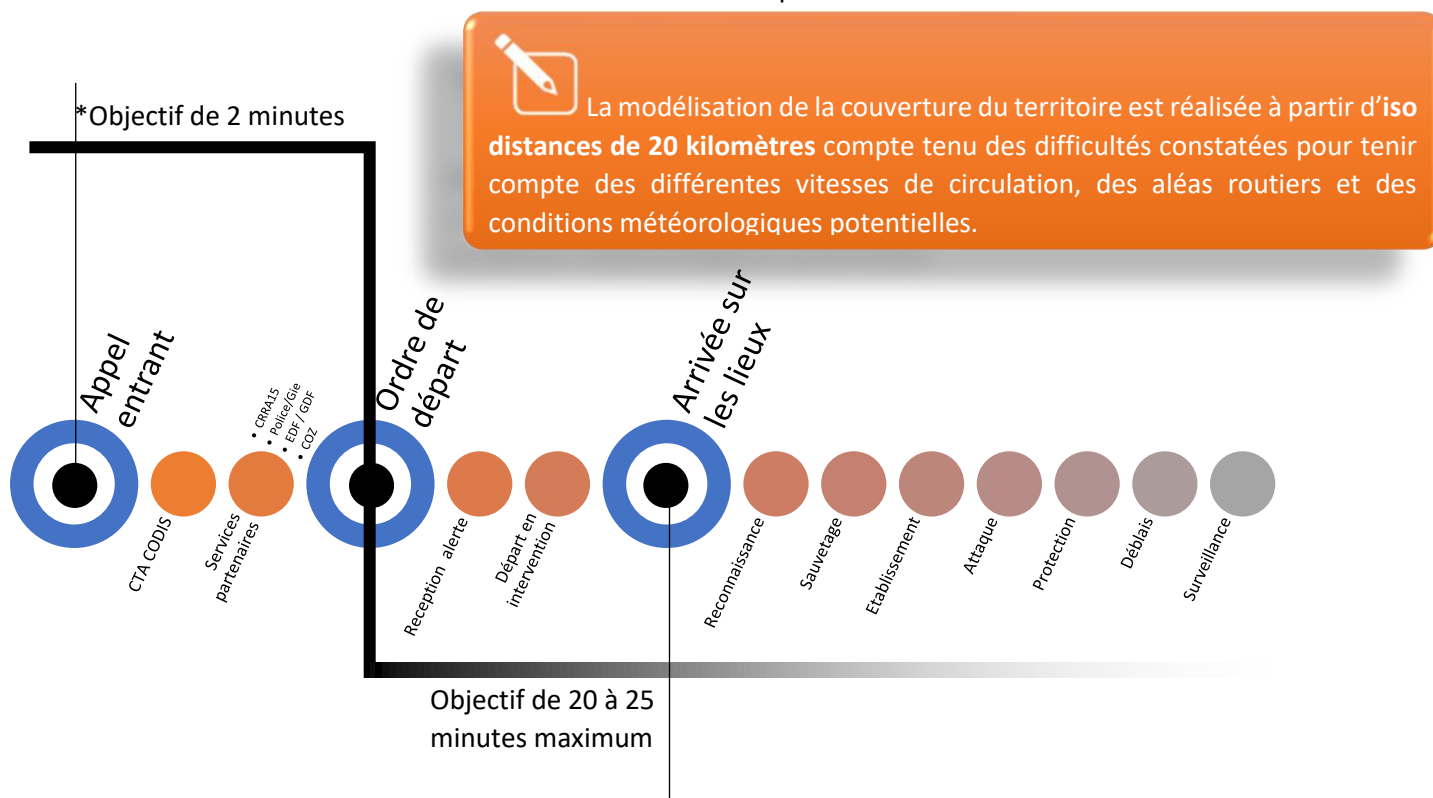 La modélisation de la couverture du territoire est réalisée à partir d'iso
distances de 20 kilomètres compte tenu des difficultés constatées pour tenir
compte des différentes vitesses de circulation, des aléas routiers et des
conditions météorologiques potentielles.
*Objectif de 2 minutes
Appel
entrant
CTA CODIS
Services
partenaires
• CRRA15
• Police/Gie
• EDF / GDF
• COZ
Ordre de
départ
Reception alerte
Départ en
intervention
Arrivée sur
les lieux
Reconnaissance
Sauvetage
Etablissement
Attaque
Protection
Déblais
Surveillance
Objectif de 20 à 25
minutes maximum